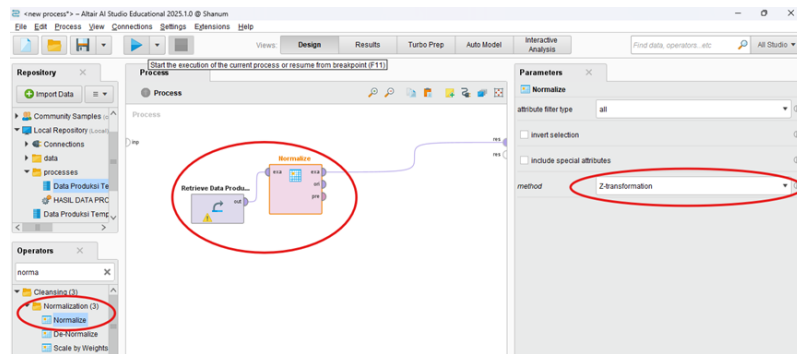 <new process*> – Altair AI Studio Educational 2025.1.0 @ Shanum
File Edit Process View Connections Settings Extensions Help
Views: Design Results Turbo Prep Auto Model Interactive Analysis
Find data, operators...etc All Studio
Start the execution of the current process or resume from breakpoint (F11)
Repository
Import Data
Community Samples
Local Repository (Local)
Connections
data
processes
Data Produksi Te
HASIL DATA PRC
Data Produksi Temp
Operators
norma
Cleansing (3)
Normalization (3)
Normalize
De-Normalize
Scale by Weights
Process
Process
Process
inp
Retrieve Data Produ...
out
Normalize
exa
exa
ori
pre
res
res
Parameters
Normalize
attribute filter type all
invert selection
include special attributes
method Z-transformation